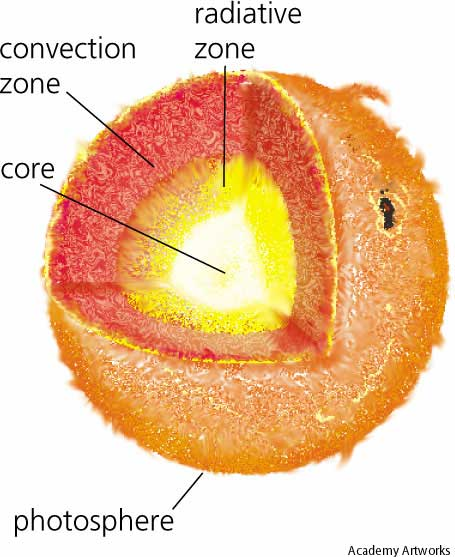 radiative
zone
convection
zone
core
photosphere
Academy Artworks